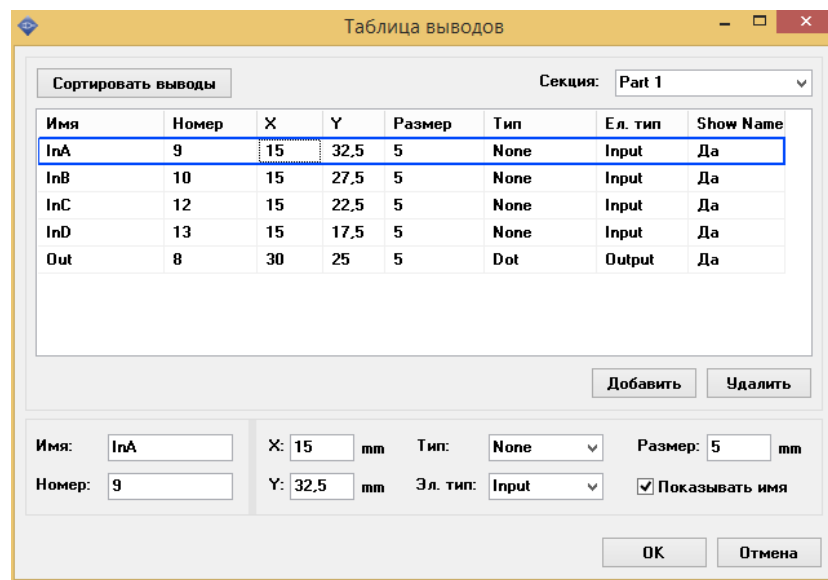 Таблица выводов
Сортировать выводы Секция: Part 1
Имя Номер X Y Размер Тип Ел. тип Show Name
InA 9 15 32,5 5 None Input Да
InB 10 15 27,5 5 None Input Да
InC 12 15 22,5 5 None Input Да
InD 13 15 17,5 5 None Input Да
Out 8 30 25 5 Dot Output Да
Добавить Удалить
Имя: InA X: 15 mm Тип: None Размер: 5 mm
Номер: 9 Y: 32,5 mm Эл. тип: Input Показывать имя
OK Отмена